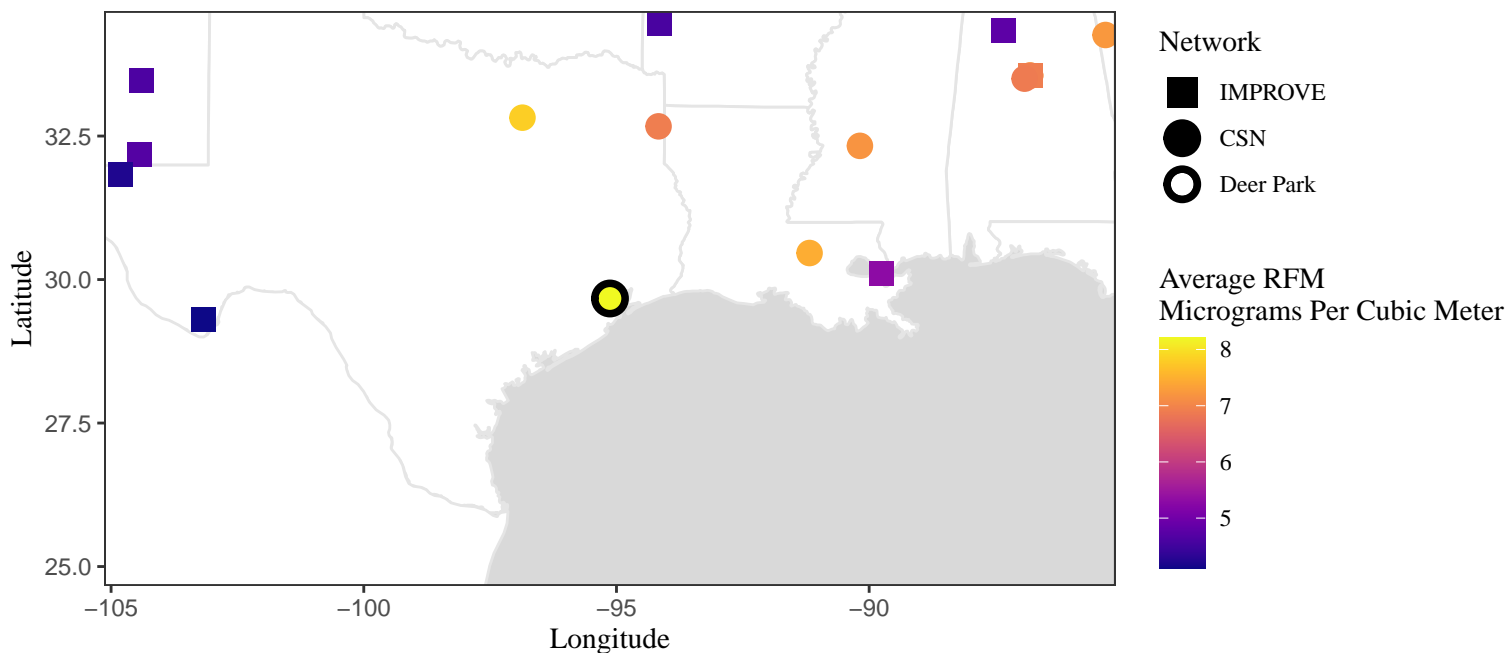 32.5
30.0
27.5
25.0
Latitude
−105
−100
−95
−90
Longitude
Network
IMPROVE
CSN
Deer Park
Average RFM
Micrograms Per Cubic Meter
8
7
6
5